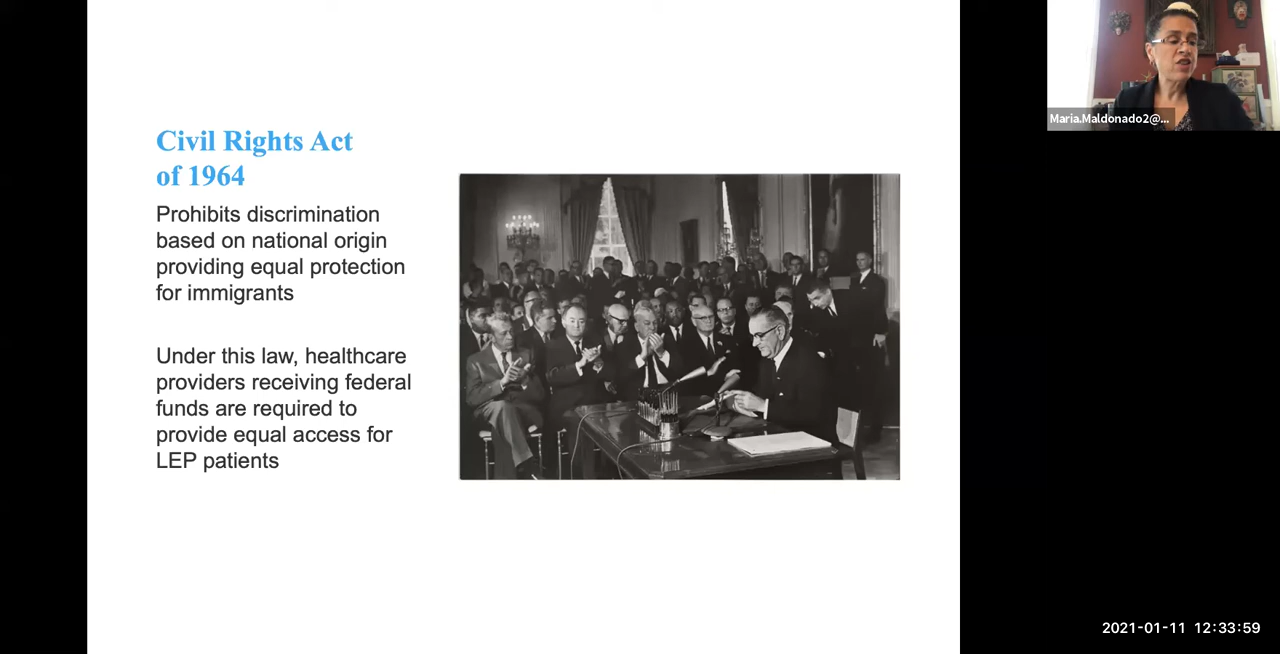 Civil Rights Act
of 1964
Prohibits discrimination
based on national origin
providing equal protection
for immigrants
Under this law, healthcare
providers receiving federal
funds are required to
provide equal access for
LEP patients
Maria.Maldonado2@...
2021-01-11 12:33:59